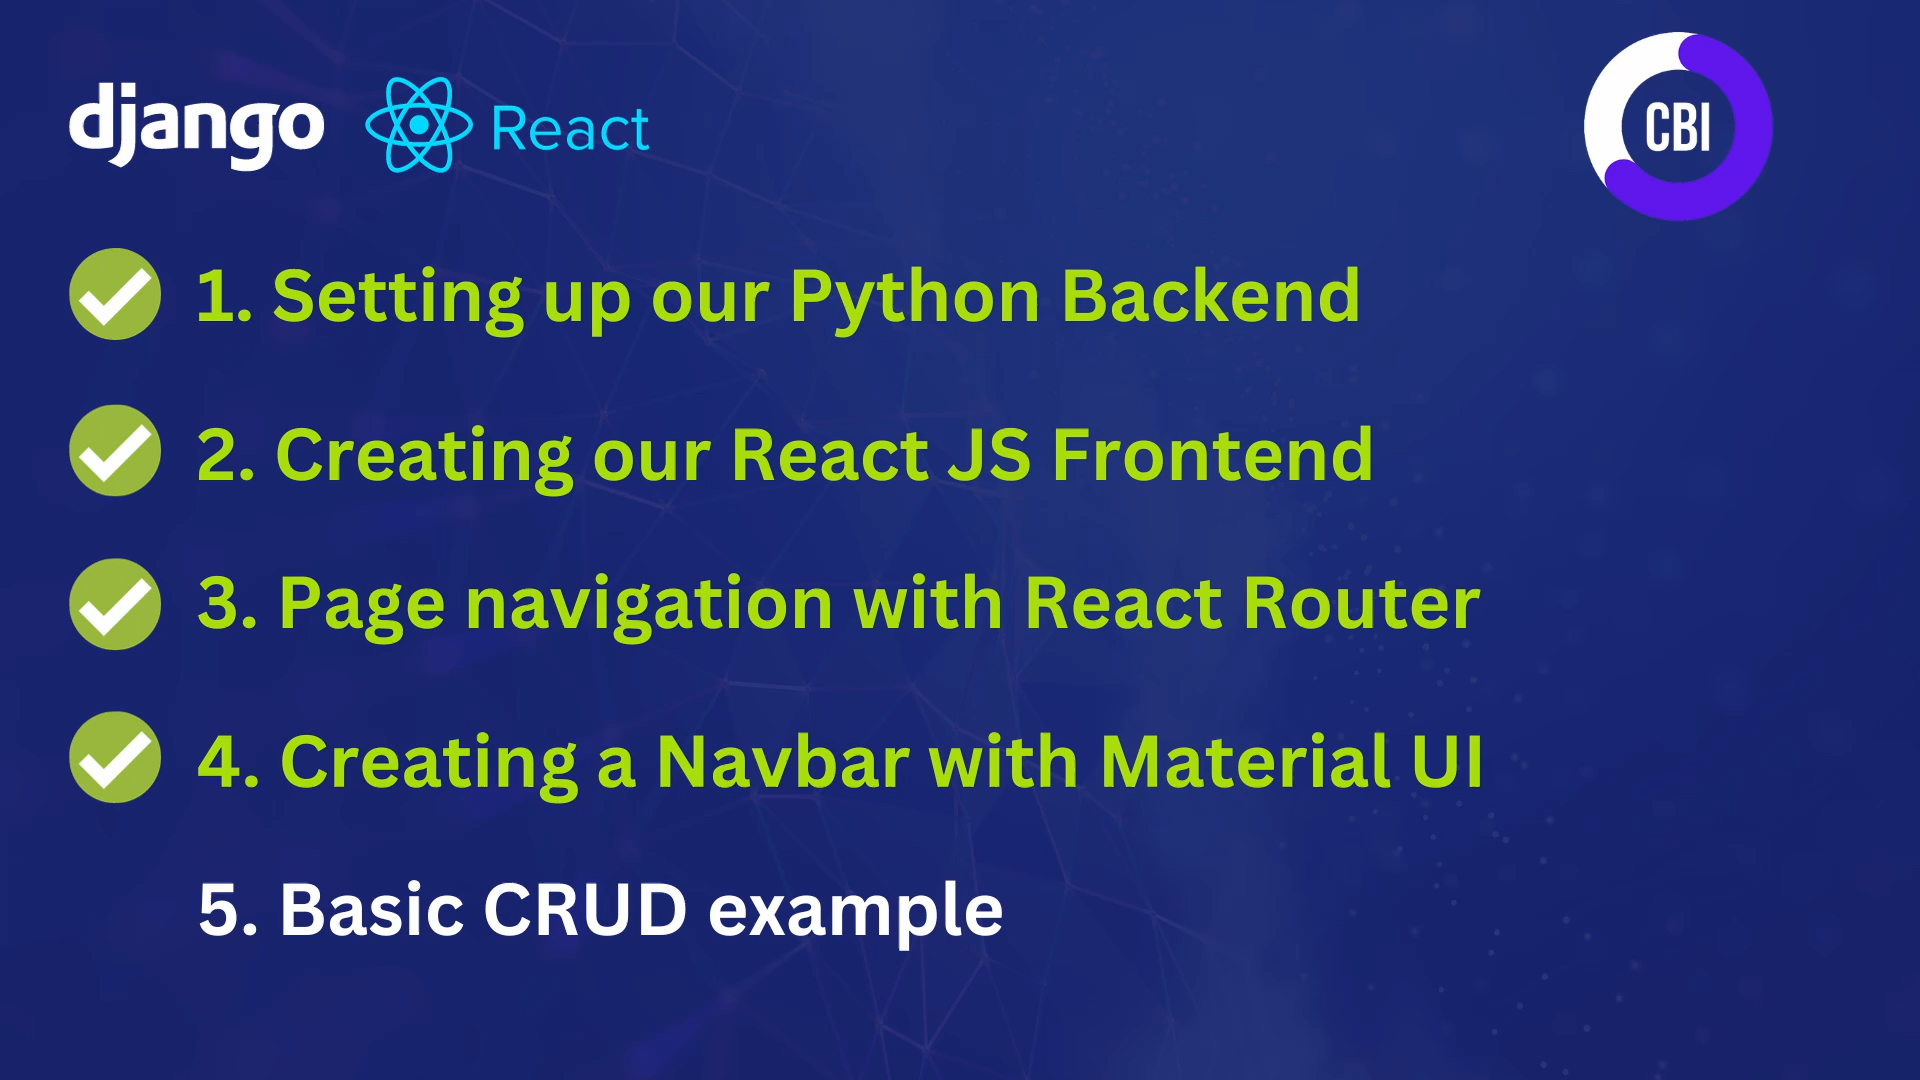 django
React
CBI
1. Setting up our Python Backend
2. Creating our React JS Frontend
3. Page navigation with React Router
4. Creating a Navbar with Material UI
5. Basic CRUD example